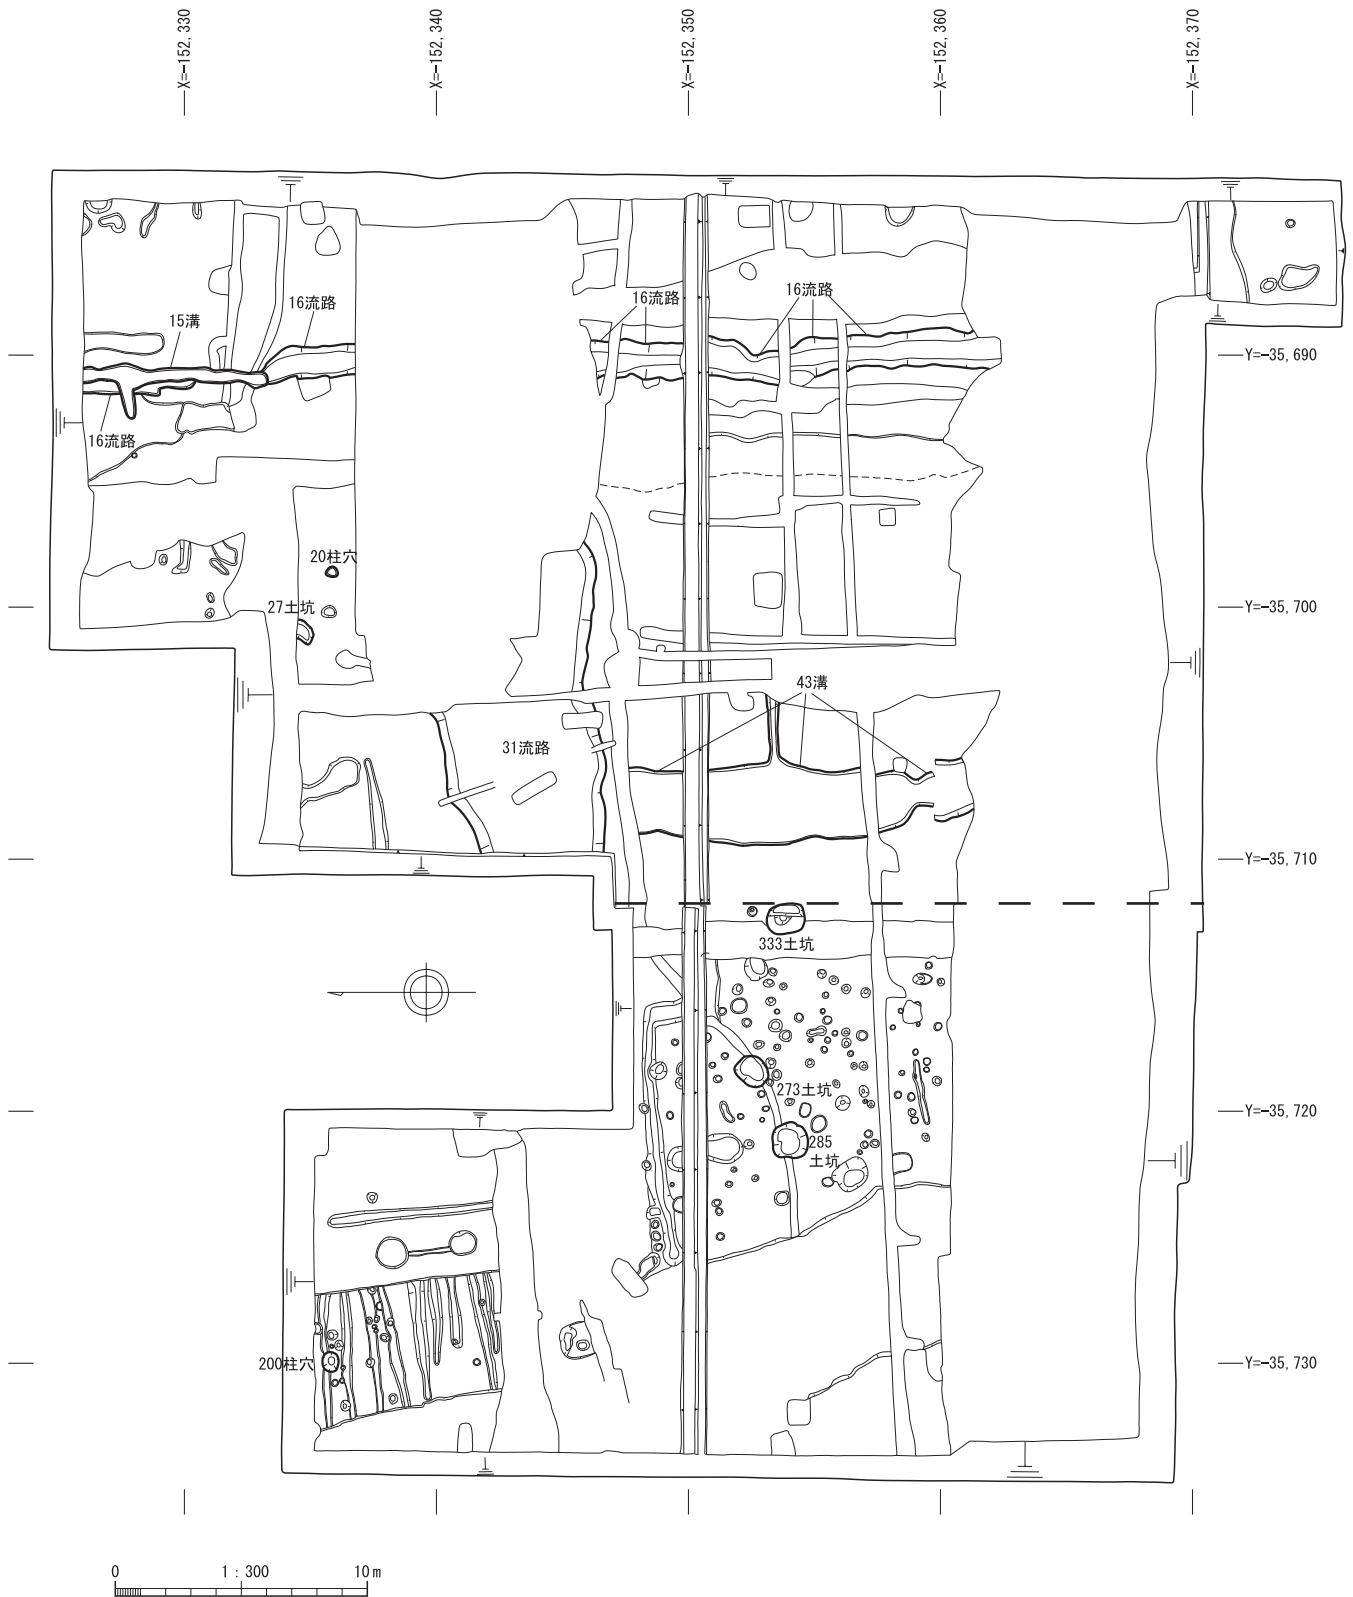 X=-152,330
X=-152,340
X=-152,350
X=-152,360
X=-152,370
16流路
16流路
16流路
15溝
Y=-35,690
16流路
20柱穴
27土坑
Y=-35,700
43溝
31流路
Y=-35,710
333土坑
273土坑
Y=-35,720
285
土坑
200柱穴
Y=-35,730
0
1:300
10m